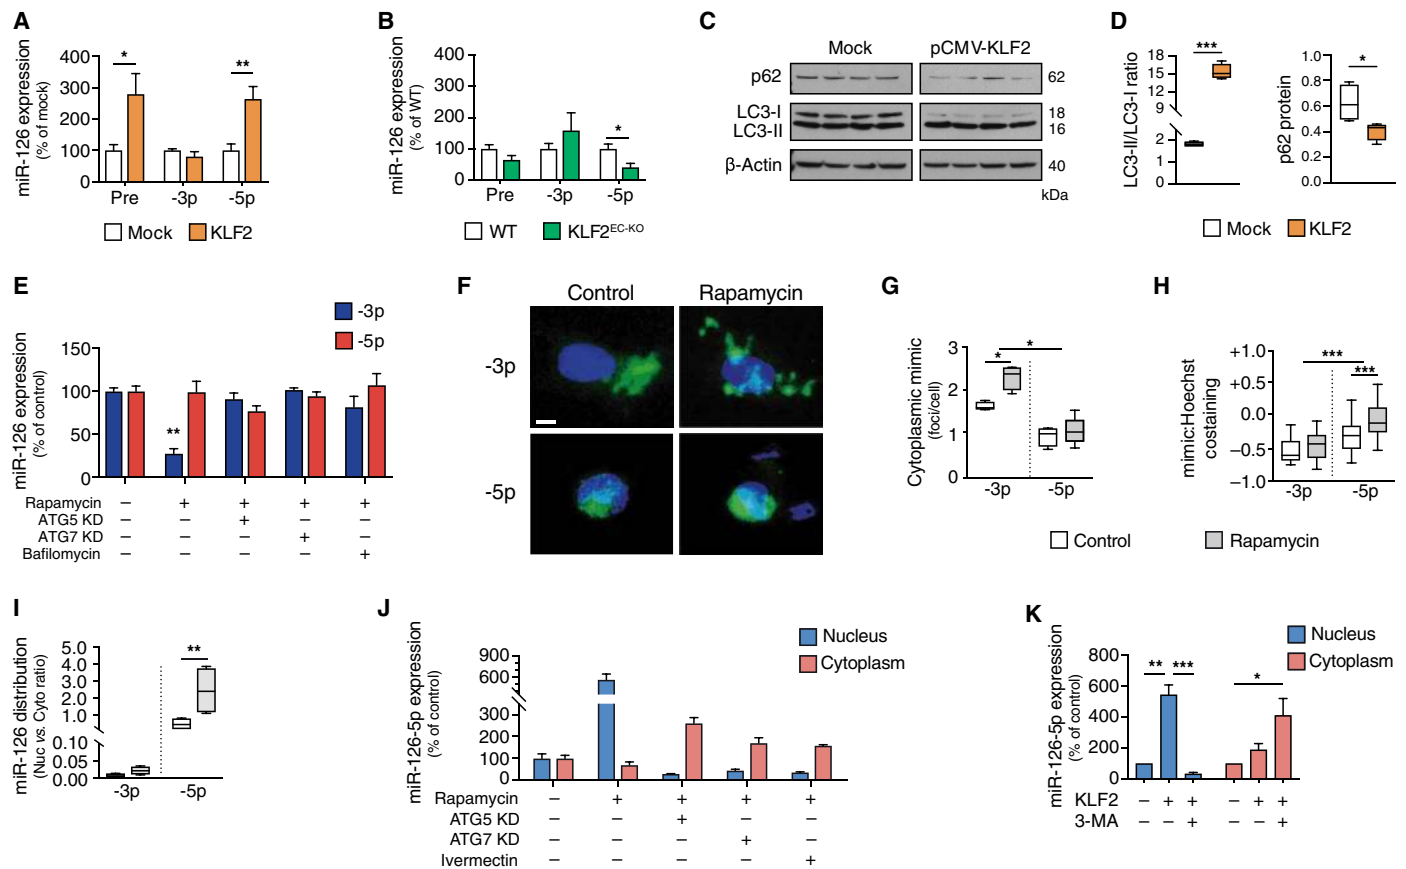 A
miR-126 expression
(% of mock)
400
300
200
100
0
*
**
Pre
-3p
-5p
Mock
KLF2
B
miR-126 expression
(% of WT)
400
300
200
100
0
*
Pre
-3p
-5p
WT
KLF2EC-KO
C
Mock
pCMV-KLF2
p62
62
LC3-I
18
LC3-II
16
β-Actin
40
kDa
D
LC3-II/LC3-I ratio
18
15
12
9
2
1
0
***
p62 protein
1.0
0.8
0.6
0.4
0.2
0.0
*
Mock
KLF2
E
-3p
-5p
miR-126 expression
(% of control)
150
100
50
0
**
Rapamycin – + + + +
ATG5 KD – – + – –
ATG7 KD – – – + –
Bafilomycin – – – – +
F
Control
Rapamycin
-3p
-5p
G
Cytoplasmic mimic
(foci/cell)
3
2
1
0
*
*
-3p
-5p
H
mimic:Hoechst
costaining
+1.0
+0.5
0.0
–0.5
–1.0
***
***
-3p
-5p
Control
Rapamycin
I
miR-126 distribution
(Nuc vs. Cyto ratio)
5.0
4.0
3.0
2.0
1.0
0.10
0.05
0.00
**
-3p
-5p
J
Nucleus
Cytoplasm
miR-126-5p expression
(% of control)
900
600
300
200
100
0
Rapamycin – + + + +
ATG5 KD – – + – –
ATG7 KD – – – + –
Ivermectin – – – – +
K
Nucleus
Cytoplasm
miR-126-5p expression
(% of control)
800
600
400
200
0
**
***
*
KLF2 – + + – + +
3-MA – – + – – +